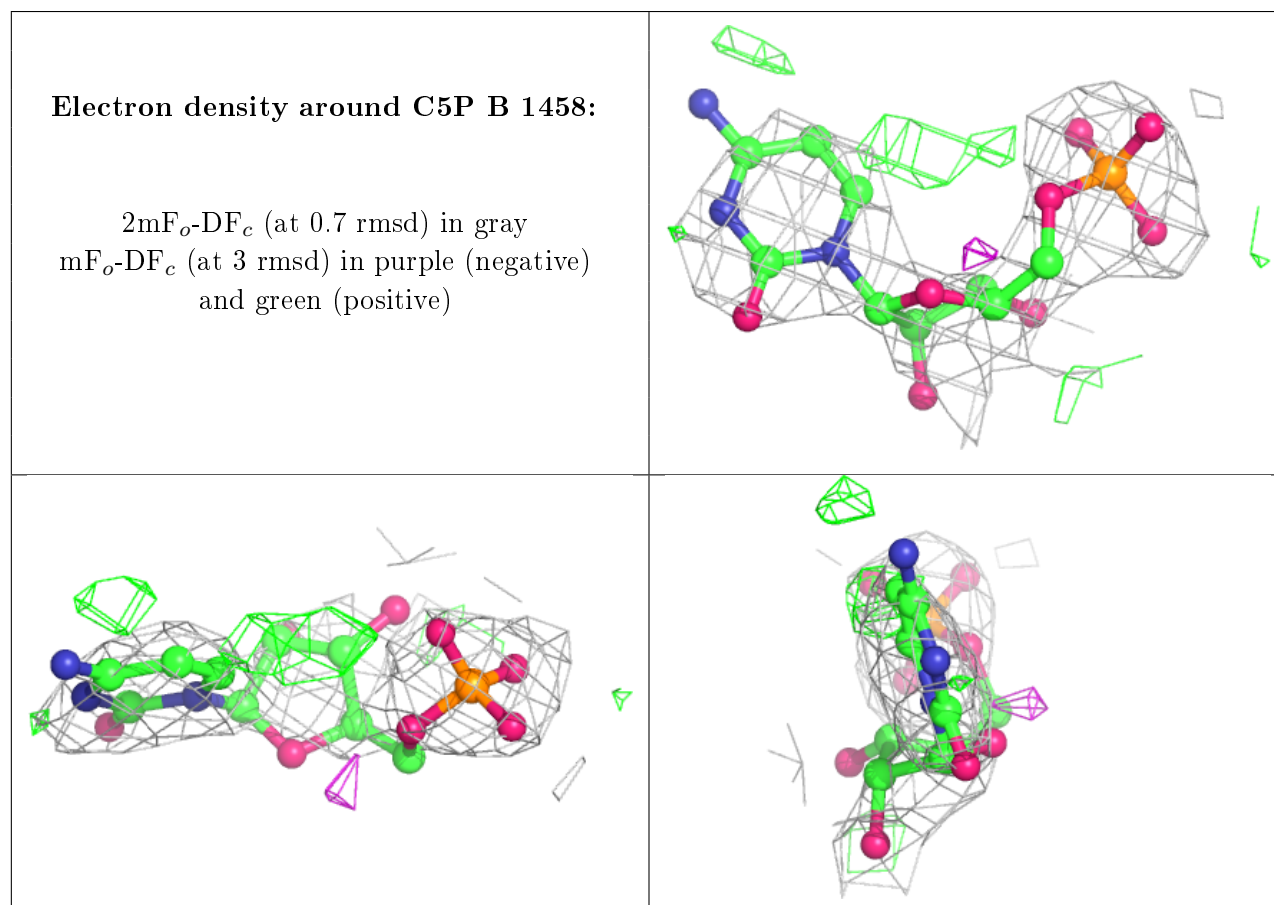 Electron density around C5P B 1458:
2mFₒ-DF𝒸 (at 0.7 rmsd) in gray
mFₒ-DF𝒸 (at 3 rmsd) in purple (negative)
and green (positive)